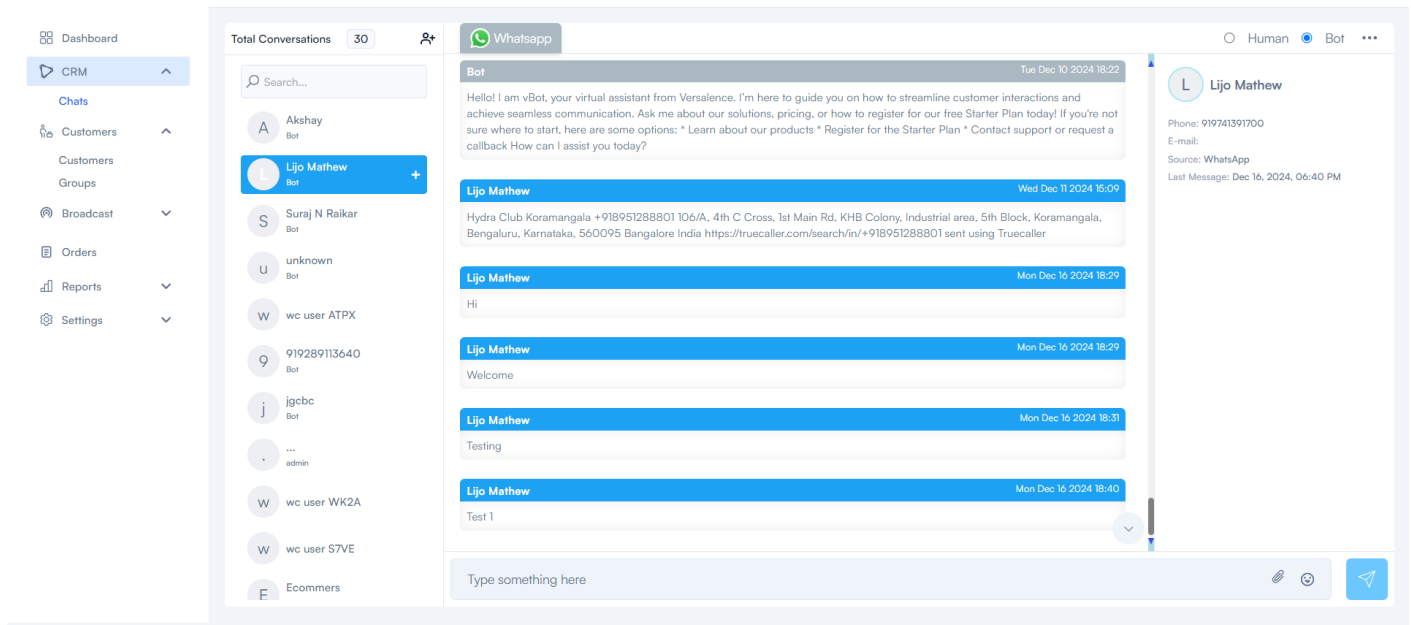 Dashboard
CRM
Chats
Customers
Customers
Groups
Broadcast
Orders
Reports
Settings
Total Conversations 30
Search...
A Akshay
Bot
L Lijo Mathew
Bot
S Suraj N Raikar
Bot
u unknown
Bot
w wc user ATPX
9 919289113640
Bot
j jgcbc
Bot
. ...
admin
w wc user WK2A
w wc user S7VE
E Ecommers
Whatsapp
Human Bot
Bot Tue Dec 10 2024 18:22
Hello! I am vBot, your virtual assistant from Versalence. I'm here to guide you on how to streamline customer interactions and
achieve seamless communication. Ask me about our solutions, pricing, or how to register for our free Starter Plan today! If you're not
sure where to start, here are some options: * Learn about our products * Register for the Starter Plan * Contact support or request a
callback How can I assist you today?
Lijo Mathew Wed Dec 11 2024 15:09
Hydra Club Koramangala +918951288801 106/A, 4th C Cross, 1st Main Rd, KHB Colony, Industrial area, 5th Block, Koramangala,
Bengaluru, Karnataka, 560095 Bangalore India https://truecaller.com/search/in/+918951288801 sent using Truecaller
Lijo Mathew Mon Dec 16 2024 18:29
Hi
Lijo Mathew Mon Dec 16 2024 18:29
Welcome
Lijo Mathew Mon Dec 16 2024 18:31
Testing
Lijo Mathew Mon Dec 16 2024 18:40
Test 1
Type something here
L Lijo Mathew
Phone: 919741391700
E-mail:
Source: WhatsApp
Last Message: Dec 16, 2024, 06:40 PM